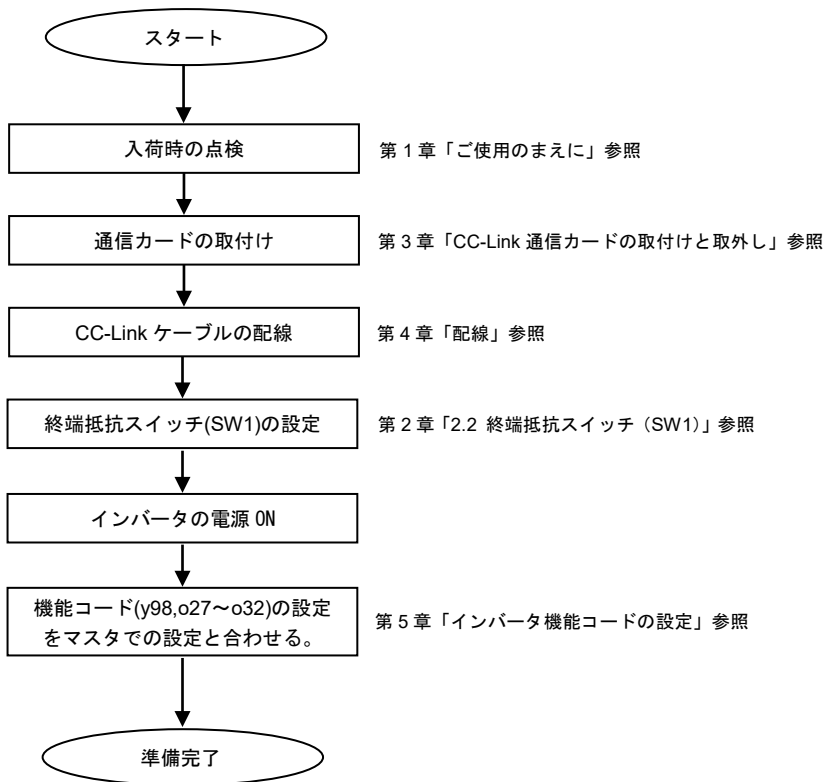 スタート
入荷時の点検
第1章「ご使用のまえに」参照
通信カードの取付け
第3章「CC-Link 通信カードの取付けと取外し」参照
CC-Link ケーブルの配線
第4章「配線」参照
終端抵抗スイッチ(SW1)の設定
第2章「2.2 終端抵抗スイッチ（SW1）」参照
インバータの電源 ON
機能コード(y98,o27～o32)の設定
をマスタでの設定と合わせる。
第5章「インバータ機能コードの設定」参照
準備完了